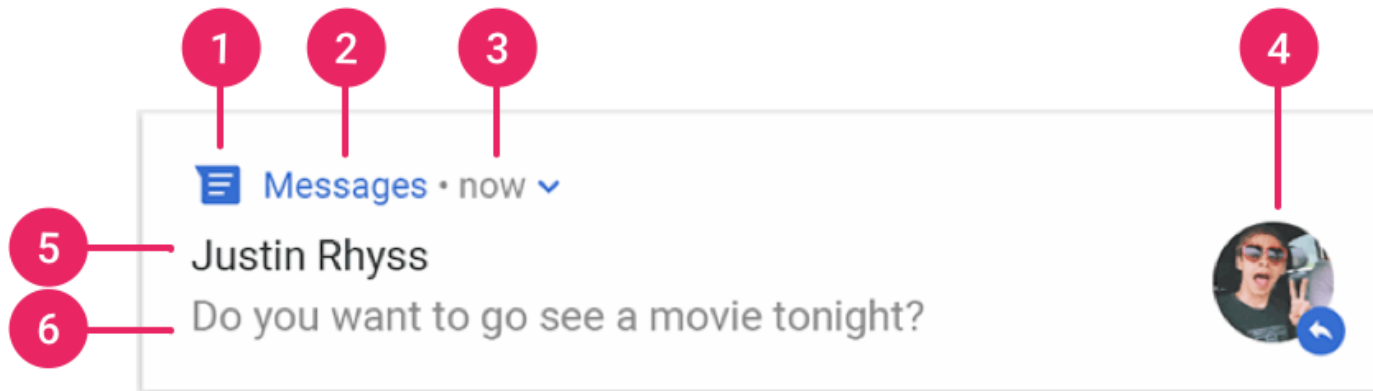 1 2 3 4
Messages • now
5 Justin Rhyss
6 Do you want to go see a movie tonight?